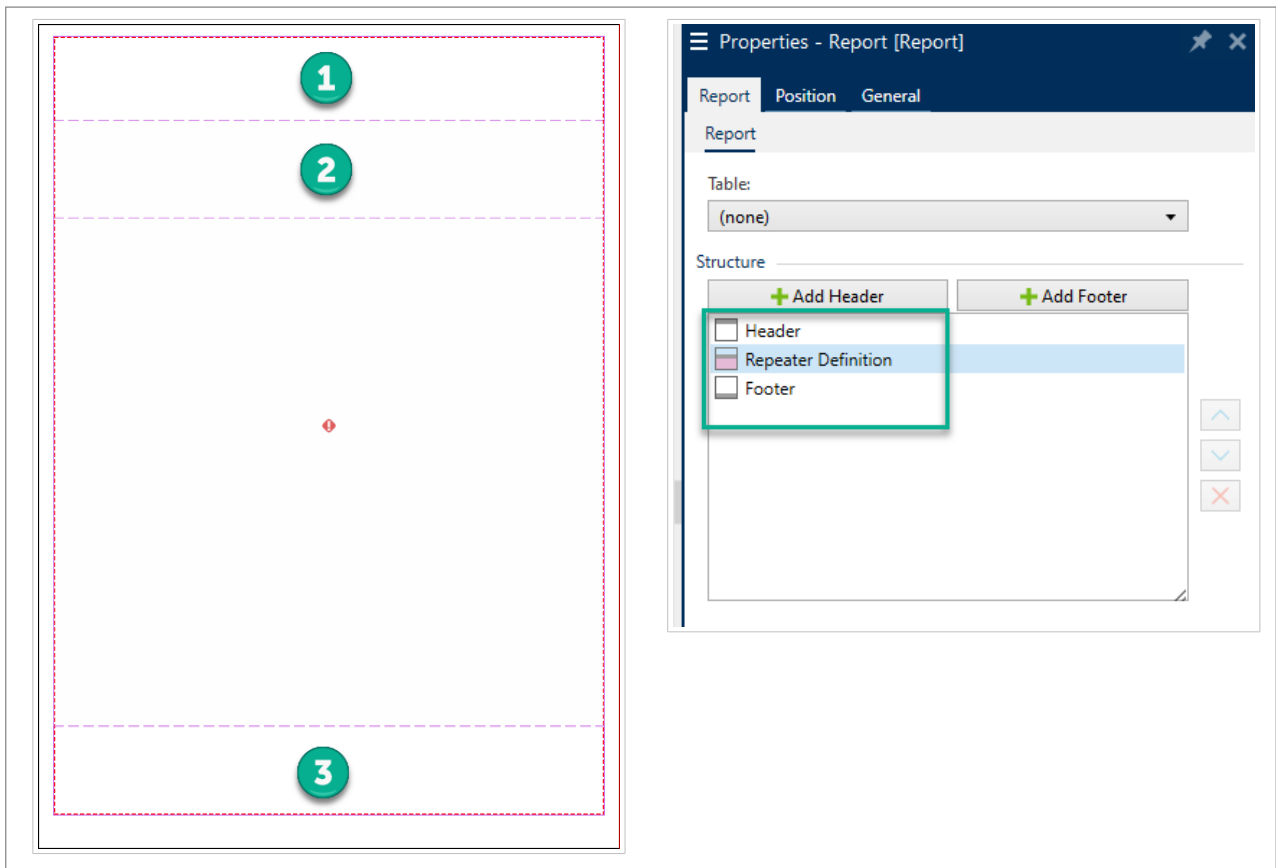 1
2
3
Properties - Report [Report]
Report Position General
Report
Table:
(none)
Structure
Add Header Add Footer
Header
Repeater Definition
Footer